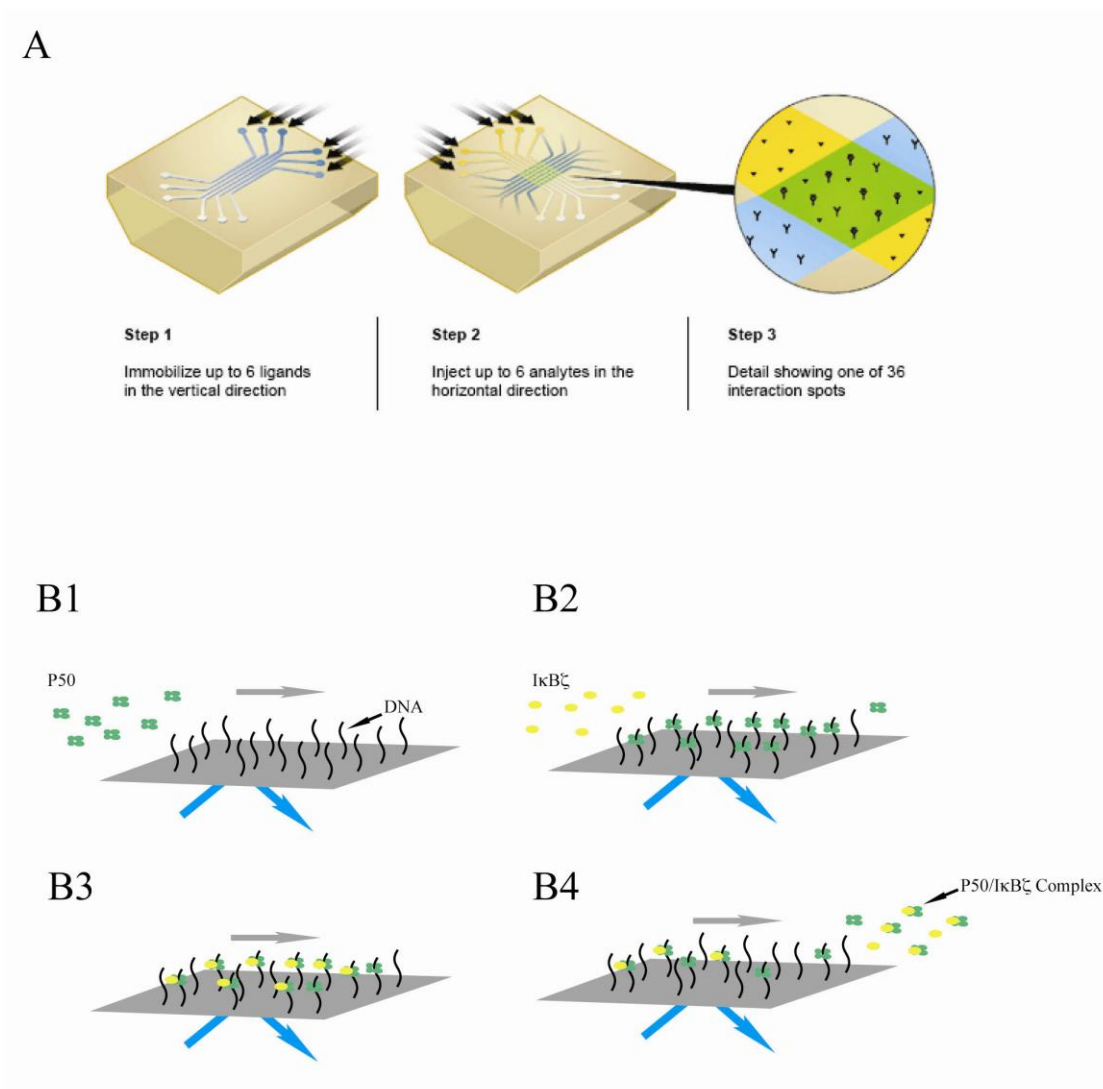 A
Step 1
Immobilize up to 6 ligands
in the vertical direction
Step 2
Inject up to 6 analytes in the
horizontal direction
Step 3
Detail showing one of 36
interaction spots
B1
P50
DNA
B2
IκBζ
B3
B4
P50/IκBζ Complex